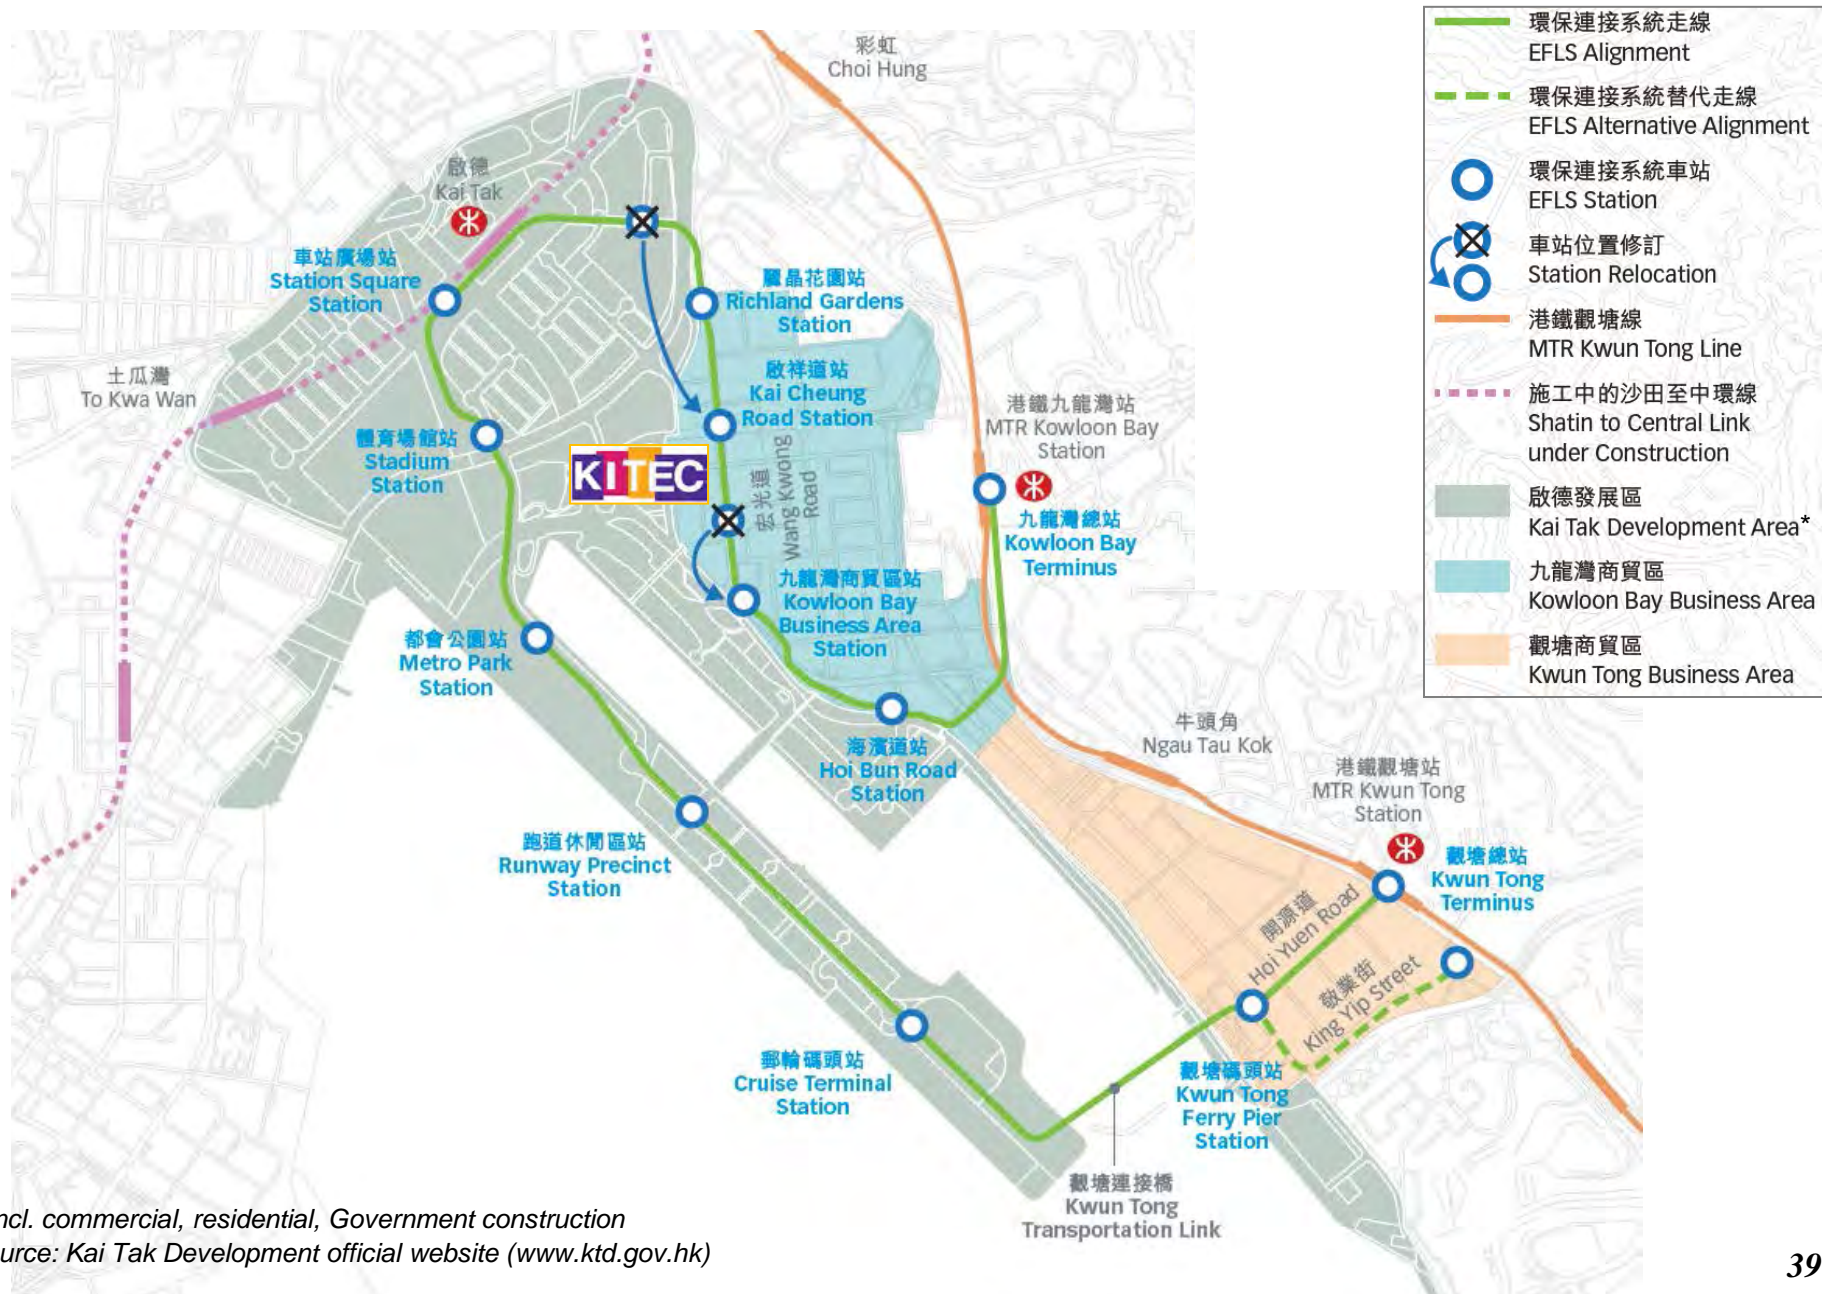 彩虹
Choi Hung
啟德
Kai Tak
車站廣場站
Station Square
Station
麗晶花園站
Richland Gardens
Station
土瓜灣
To Kwa Wan
啟祥道站
Kai Cheung
Road Station
港鐵九龍灣站
MTR Kowloon Bay
Station
體育場館站
Stadium
Station
KITEC
宏光道
Wang Kwong
Road
九龍灣總站
Kowloon Bay
Terminus
九龍灣商貿區站
Kowloon Bay
Business Area
Station
都會公園站
Metro Park
Station
海濱道站
Hoi Bun Road
Station
牛頭角
Ngau Tau Kok
港鐵觀塘站
MTR Kwun Tong
Station
跑道休閒區站
Runway Precinct
Station
觀塘總站
Kwun Tong
Terminus
開源道
Hoi Yuen Road
敬業街
King Yip Street
郵輪碼頭站
Cruise Terminal
Station
觀塘碼頭站
Kwun Tong
Ferry Pier
Station
觀塘連接橋
Kwun Tong
Transportation Link
環保連接系統走線
EFLS Alignment
環保連接系統替代走線
EFLS Alternative Alignment
環保連接系統車站
EFLS Station
車站位置修訂
Station Relocation
港鐵觀塘線
MTR Kwun Tong Line
施工中的沙田至中環線
Shatin to Central Link
under Construction
啟德發展區
Kai Tak Development Area*
九龍灣商貿區
Kowloon Bay Business Area
觀塘商貿區
Kwun Tong Business Area
ncl. commercial, residential, Government construction
urce: Kai Tak Development official website (www.ktd.gov.hk)
39